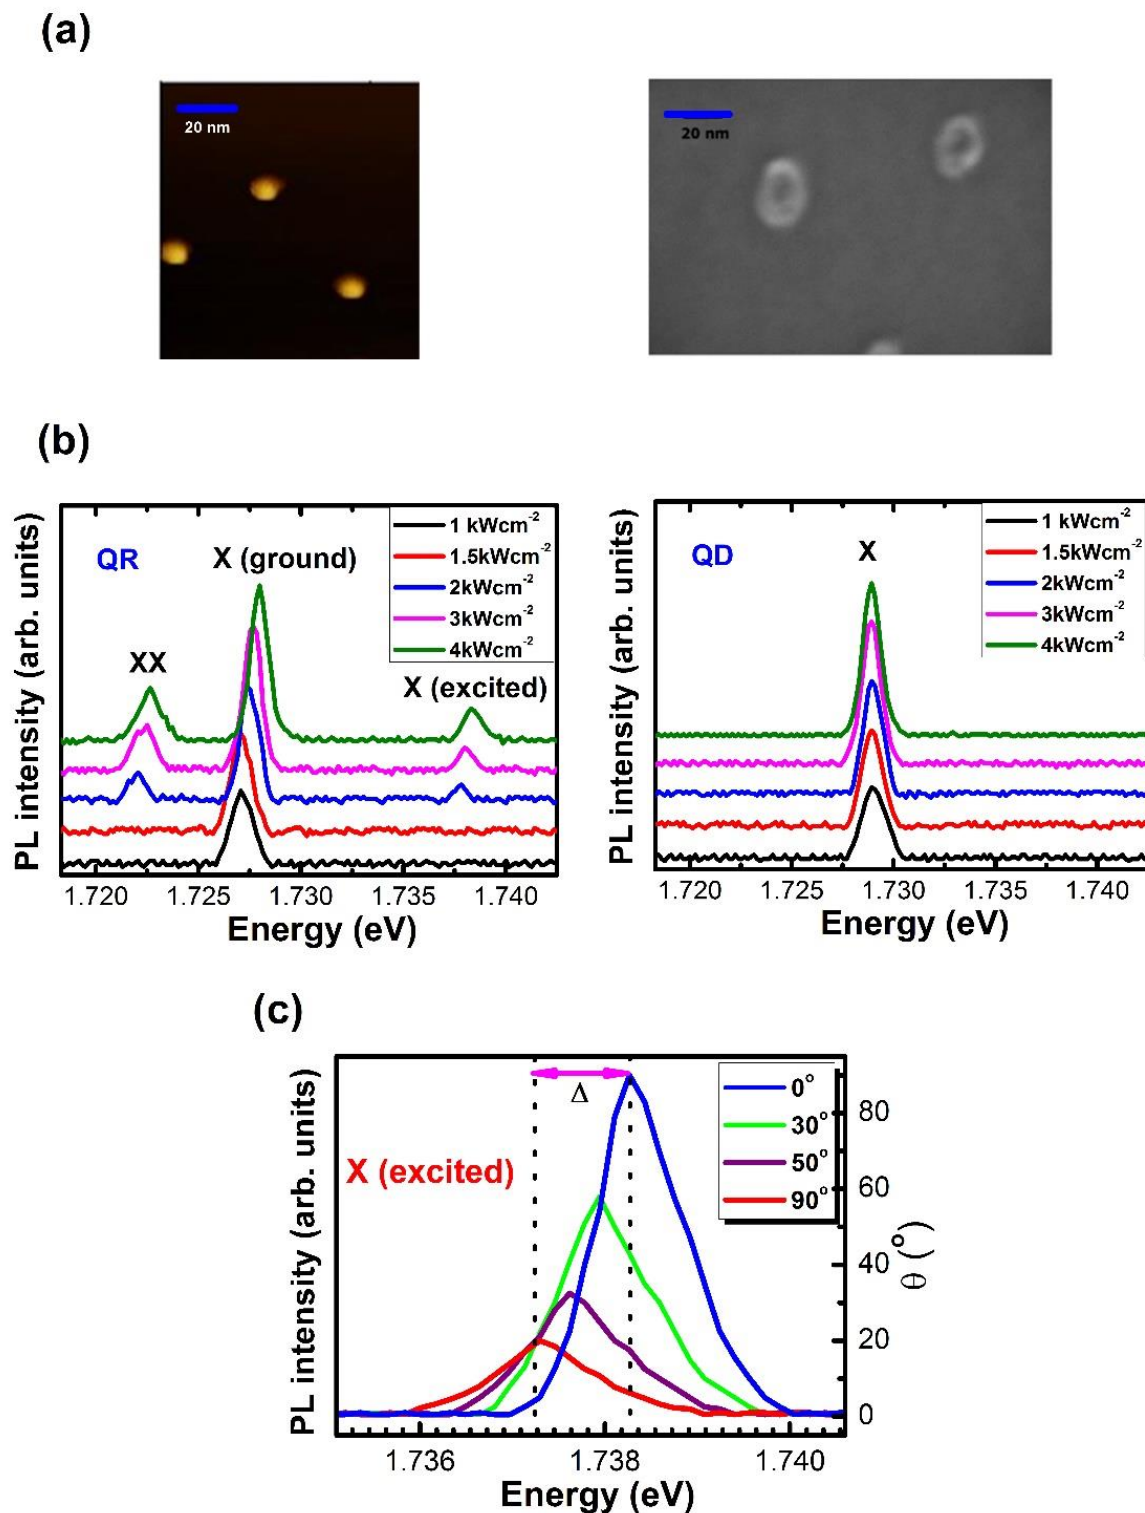 (a)
20 nm
20 nm
(b)
PL intensity (arb. units)
QR
X (ground)
XX
X (excited)
1 kWcm⁻²
1.5kWcm⁻²
2kWcm⁻²
3kWcm⁻²
4kWcm⁻²
1.720 1.725 1.730 1.735 1.740
Energy (eV)
PL intensity (arb. units)
QD
X
1 kWcm⁻²
1.5kWcm⁻²
2kWcm⁻²
3kWcm⁻²
4kWcm⁻²
1.720 1.725 1.730 1.735 1.740
Energy (eV)
(c)
PL intensity (arb. units)
Δ
X (excited)
0°
30°
50°
90°
80
60
40
20
0
θ (°)
1.736 1.738 1.740
Energy (eV)